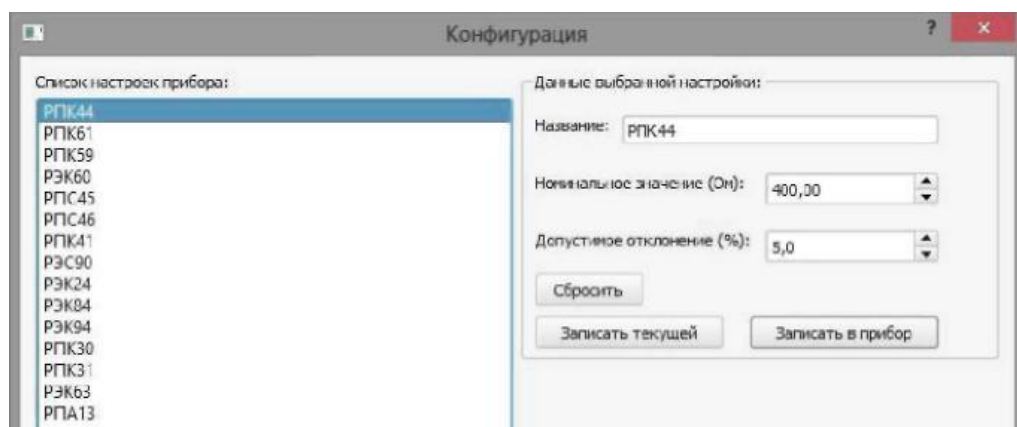 Конфигурация
?
Список настроек прибора:
РПК44
РПК61
РПК59
РЭК60
РПС45
РПС46
РПК41
РЭС90
РЭК24
РЭК84
РЭК94
РПК30
РПК31
РЭК63
РПА13
Данные выбранной настройки:
Название: РПК44
Номинальное значение (Ом): 400,00
Допустимое отклонение (%): 5,0
Сбросить
Записать текущей Записать в прибор